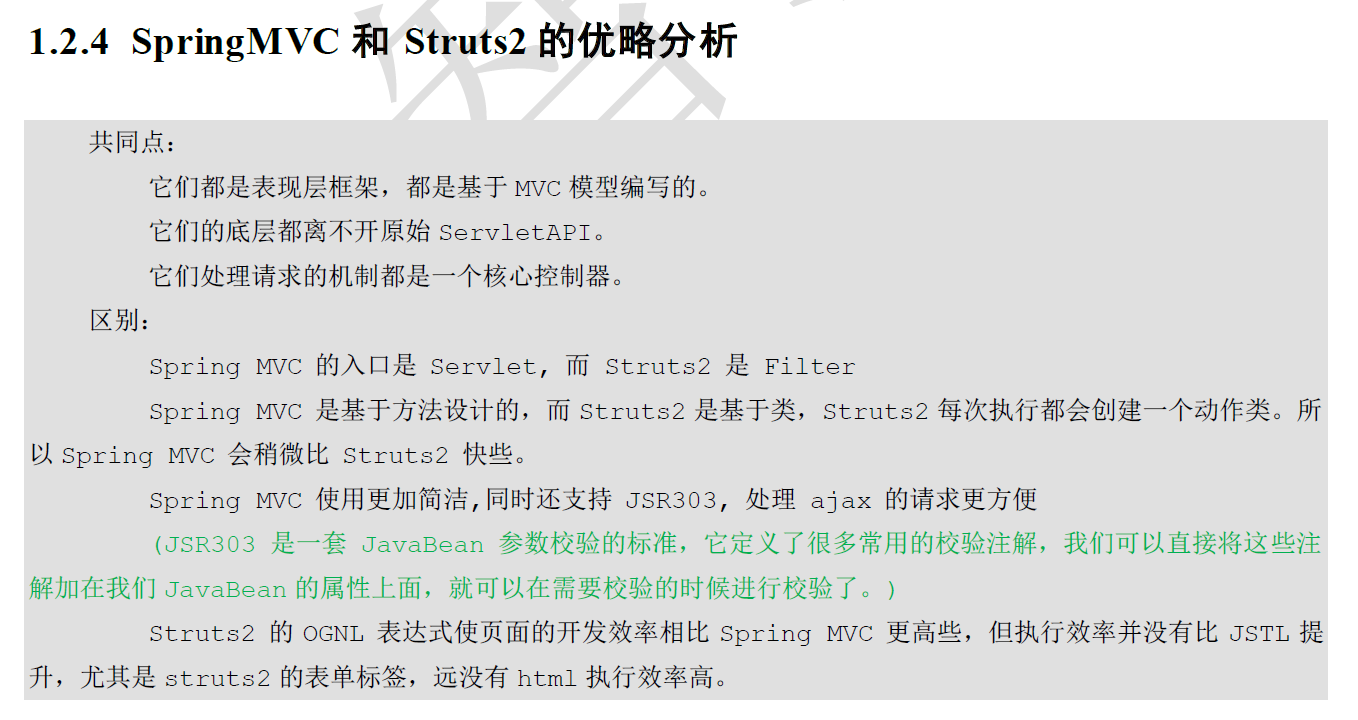 1.2.4 SpringMVC 和 Struts2 的优略分析
共同点:
它们都是表现层框架，都是基于 MVC 模型编写的。
它们的底层都离不开原始 ServletAPI。
它们处理请求的机制都是一个核心控制器。
区别:
Spring MVC 的入口是 Servlet, 而 Struts2 是 Filter
Spring MVC 是基于方法设计的，而 Struts2 是基于类，Struts2 每次执行都会创建一个动作类。所
以 Spring MVC 会稍微比 Struts2 快些。
Spring MVC 使用更加简洁,同时还支持 JSR303, 处理 ajax 的请求更方便
(JSR303 是一套 JavaBean 参数校验的标准，它定义了很多常用的校验注解，我们可以直接将这些注
解加在我们 JavaBean 的属性上面，就可以在需要校验的时候进行校验了。)
Struts2 的 OGNL 表达式使页面的开发效率相比 Spring MVC 更高些，但执行效率并没有比 JSTL 提
升，尤其是 struts2 的表单标签，远没有 html 执行效率高。